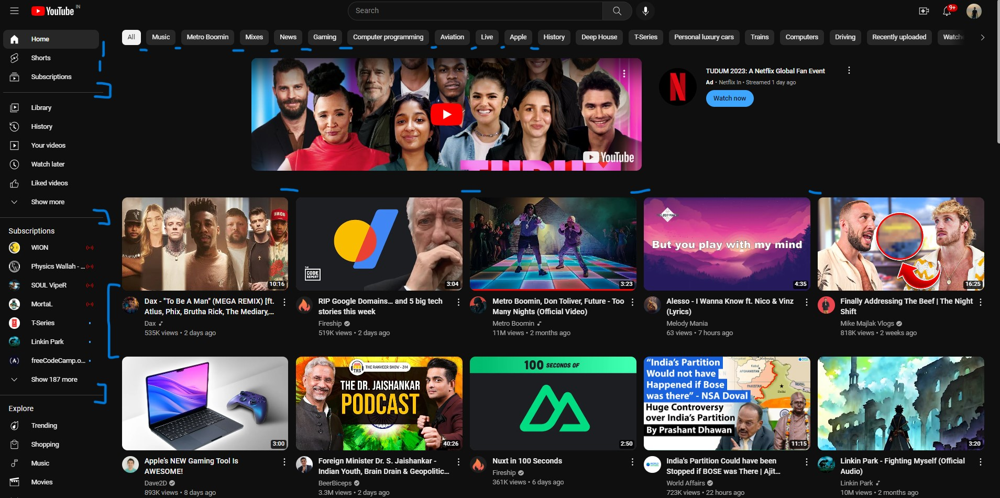 YouTube IN
Search
9+
Home
Shorts
Subscriptions
Library
History
Your videos
Watch later
Liked videos
Show more
Subscriptions
WION
Physics Wallah - ...
SOUL VipeR
MortaL
T-Series
Linkin Park
freeCodeCamp.o...
Show 187 more
Explore
Trending
Shopping
Music
Movies
All Music Metro Boomin Mixes News Gaming Computer programming Aviation Live Apple History Deep House T-Series Personal luxury cars Trains Computers Driving Recently uploaded
YouTube
TUDUM 2023: A Netflix Global Fan Event
Ad · Netflix In • Streamed 1 day ago
Watch now
HRCU
10:16
Dax - "To Be A Man" (MEGA REMIX) [ft.
Atlus, Phix, Brutha Rick, The Mediary,...
Dax
535K views • 2 days ago
THE
CODE
REPORT
3:04
RIP Google Domains… and 5 big tech
stories this week
Fireship
519K views • 2 days ago
3:23
Metro Boomin, Don Toliver, Future - Too
Many Nights (Official Video)
Metro Boomin
11M views • 2 months ago
But you play with my mind
4:35
Alesso - I Wanna Know ft. Nico & Vinz
(Lyrics)
Melody Mania
63 views • 7 hours ago
16:25
Finally Addressing The Beef | The Night
Shift
Mike Majlak Vlogs
818K views • 2 weeks ago
3:00
Apple's NEW Gaming Tool Is
AWESOME!
Dave2D
893K views • 8 days ago
TRS
THE RANVEER SHOW - 314
THE DR. JAISHANKAR
PODCAST
40:26
Foreign Minister Dr. S. Jaishankar -
Indian Youth, Brain Drain & Geopolitic...
BeerBiceps
3.3M views • 2 days ago
100 SECONDS OF
2:50
Nuxt in 100 Seconds
Fireship
361K views • 6 days ago
“India’s Partition
Would not have
Happened if Bose
was there” - NSA Doval
Huge Controversy
over India’s Partition
By Prashant Dhawan
AFGHANISTAN
Kabul
PAKISTAN
Delhi
NEPAL
11:15
India's Partition Could have been
Stopped if BOSE was There | Ajit...
World Affairs
723K views • 22 hours ago
3:20
Linkin Park - Fighting Myself (Official
Audio)
Linkin Park
10M views • 2 months ago